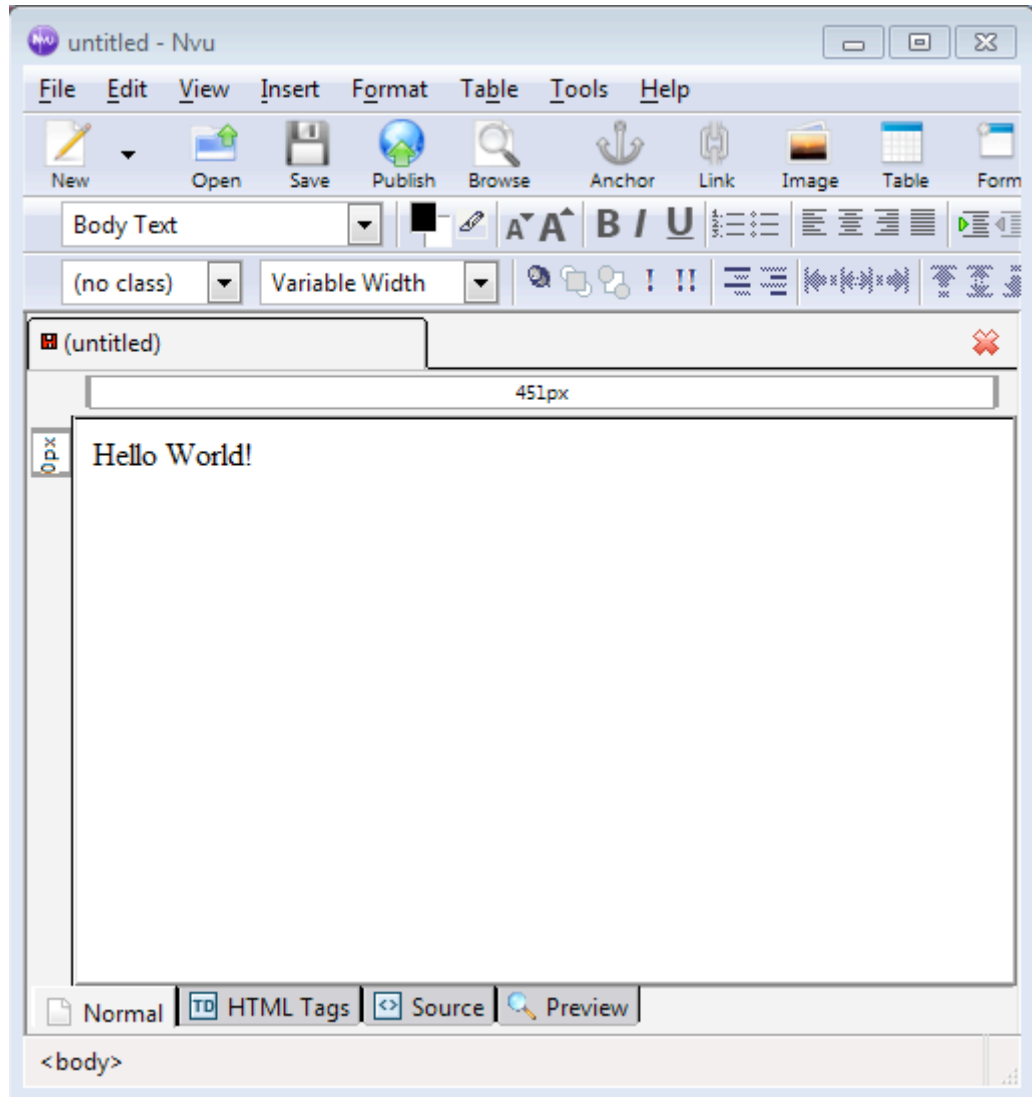 untitled - Nvu
File Edit View Insert Format Table Tools Help
New Open Save Publish Browse Anchor Link Image Table Form
Body Text A A B I U
(no class) Variable Width ! !!
(untitled)
451px
0px
Hello World!
Normal TD HTML Tags <> Source Preview
<body>